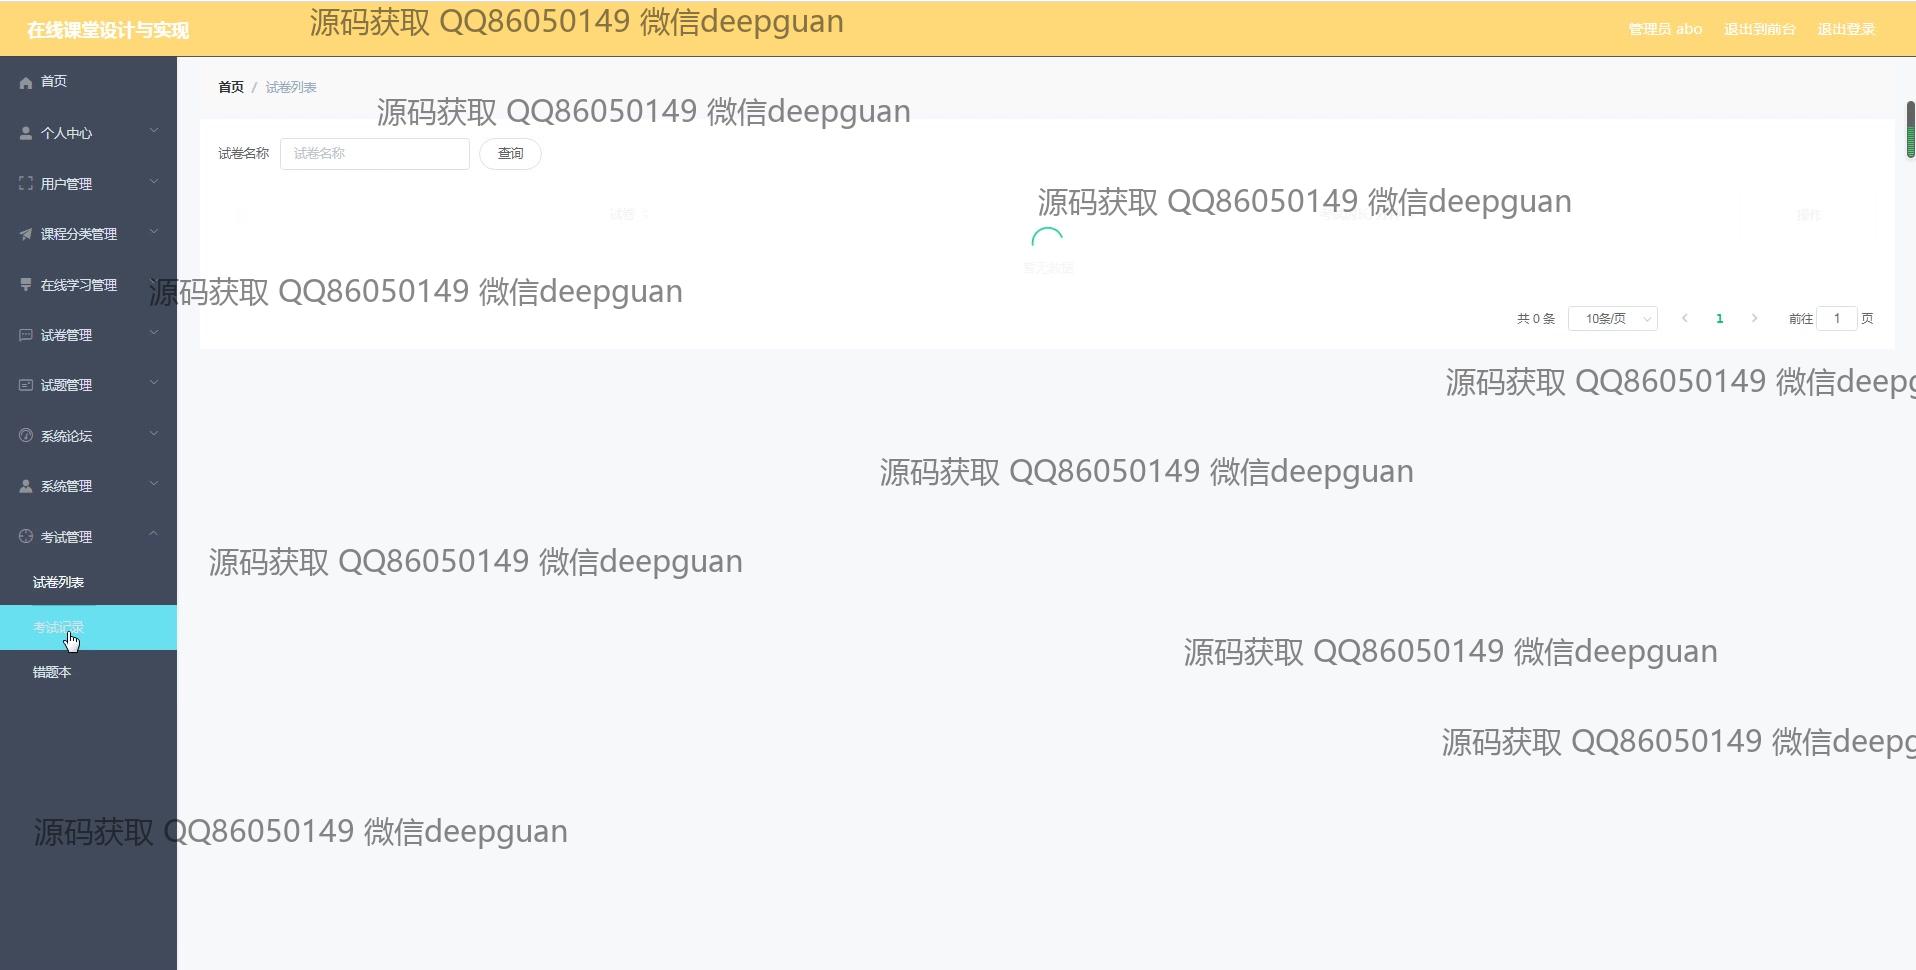 在线课堂设计与实现
源码获取 QQ86050149 微信deepguan
管理员 abo 退出到前台 退出登录
首页
首页 / 试卷列表
源码获取 QQ86050149 微信deepguan
个人中心
试卷名称 试卷名称 查询
用户管理
源码获取 QQ86050149 微信deepguan
试卷 操作
课程分类管理
暂无数据
在线学习管理
源码获取 QQ86050149 微信deepguan
共 0 条 10条/页 1 前往 1 页
试卷管理
试题管理
源码获取 QQ86050149 微信deepg
系统论坛
源码获取 QQ86050149 微信deepguan
系统管理
考试管理
源码获取 QQ86050149 微信deepguan
试卷列表
考试记录
源码获取 QQ86050149 微信deepguan
错题本
源码获取 QQ86050149 微信deepg
源码获取 QQ86050149 微信deepguan